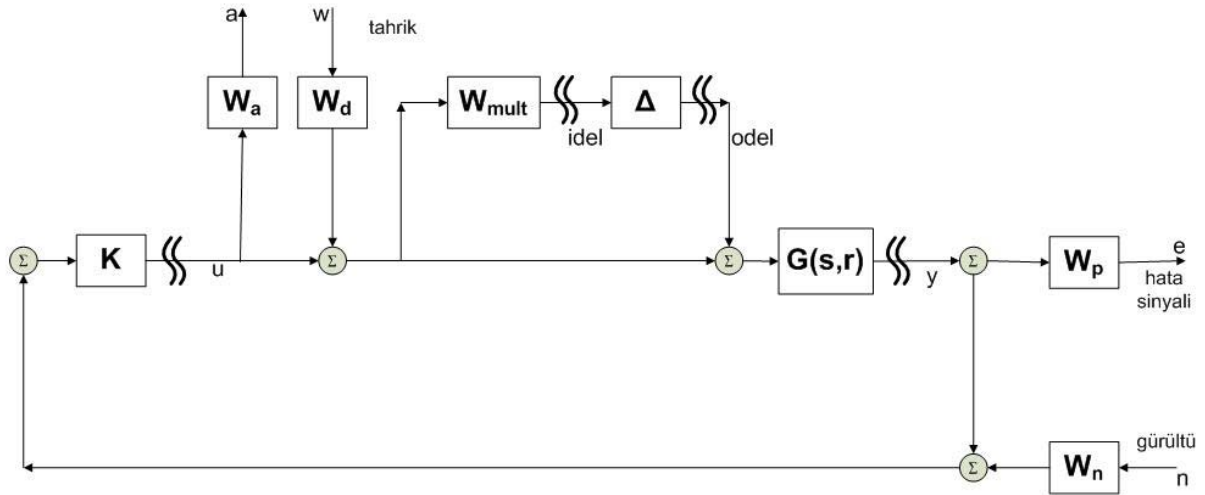 a
w
tahrik
Wa
Wd
Wmult
Δ
idel
odel
Σ
K
u
Σ
Σ
G(s,r)
y
Σ
Wp
e
hata
sinyali
Σ
Wn
gürültü
n